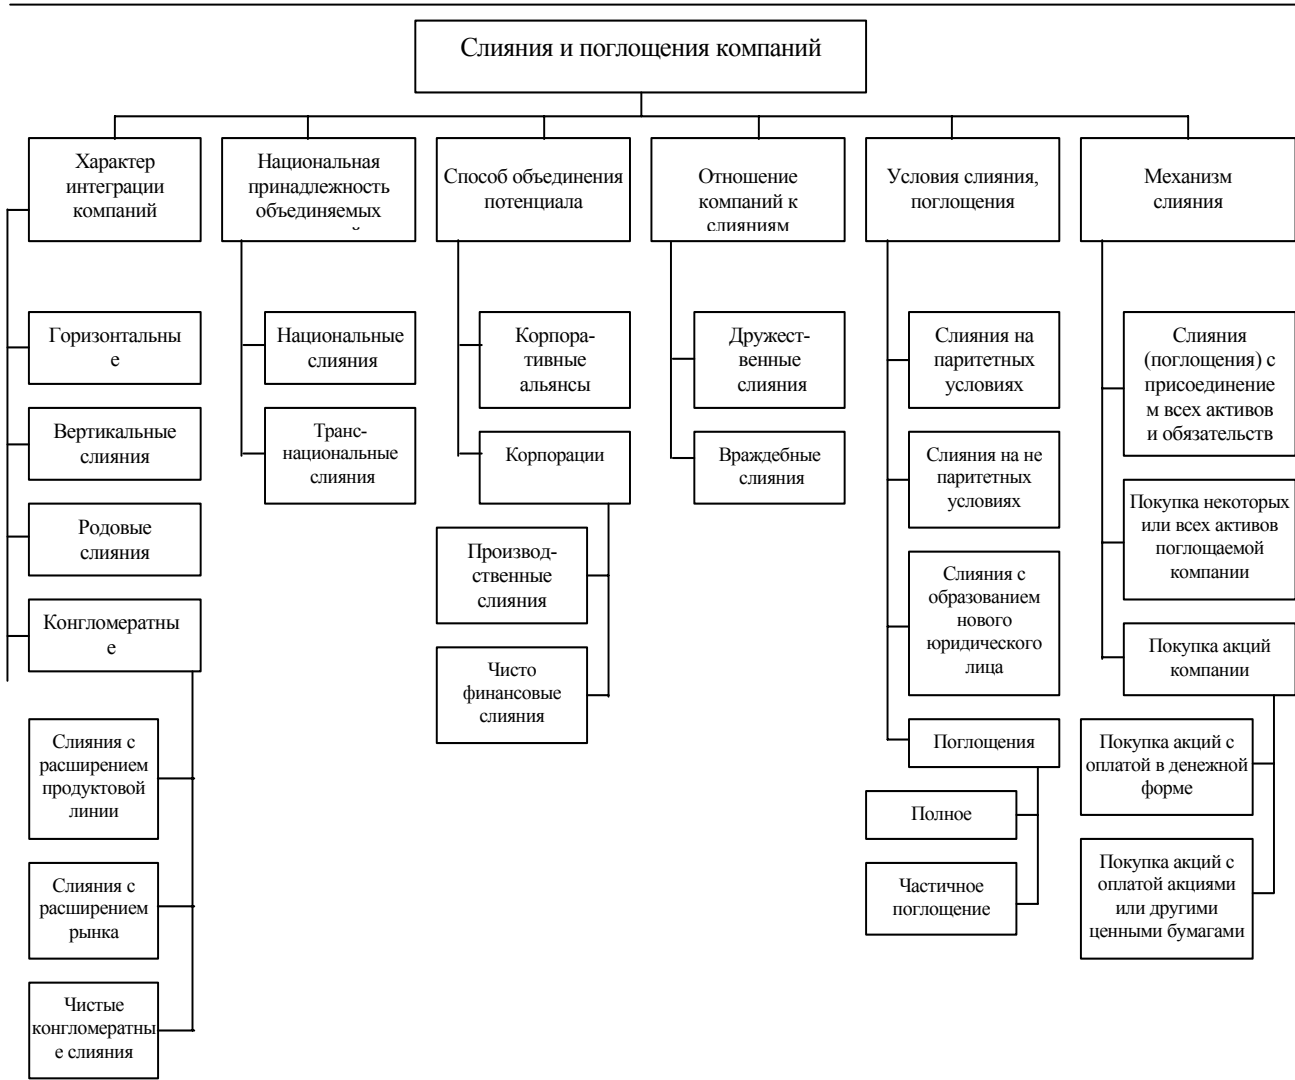 Слияния и поглощения компаний
Характер
интеграции
компаний
Национальная
принадлежность
объединяемых
Способ объединения
потенциала
Отношение
компаний к
слияниям
Условия слияния,
поглощения
Механизм
слияния
Горизонтальны
е
Вертикальные
слияния
Родовые
слияния
Конгломератны
е
Слияния с
расширением
продуктовой
линии
Слияния с
расширением
рынка
Чистые
конгломератны
е слияния
Национальные
слияния
Транс-
национальные
слияния
Корпора-
тивные
альянсы
Корпорации
Производ-
ственные
слияния
Чисто
финансовые
слияния
Дружест-
венные
слияния
Враждебные
слияния
Слияния на
паритетных
условиях
Слияния на не
паритетных
условиях
Слияния с
образованием
нового
юридического
лица
Поглощения
Полное
Частичное
поглощение
Слияния
(поглощения) с
присоединение
м всех активов
и обязательств
Покупка некоторых
или всех активов
поглощаемой
компании
Покупка акций
компании
Покупка акций с
оплатой в денежной
форме
Покупка акций с
оплатой акциями
или другими
ценными бумагами